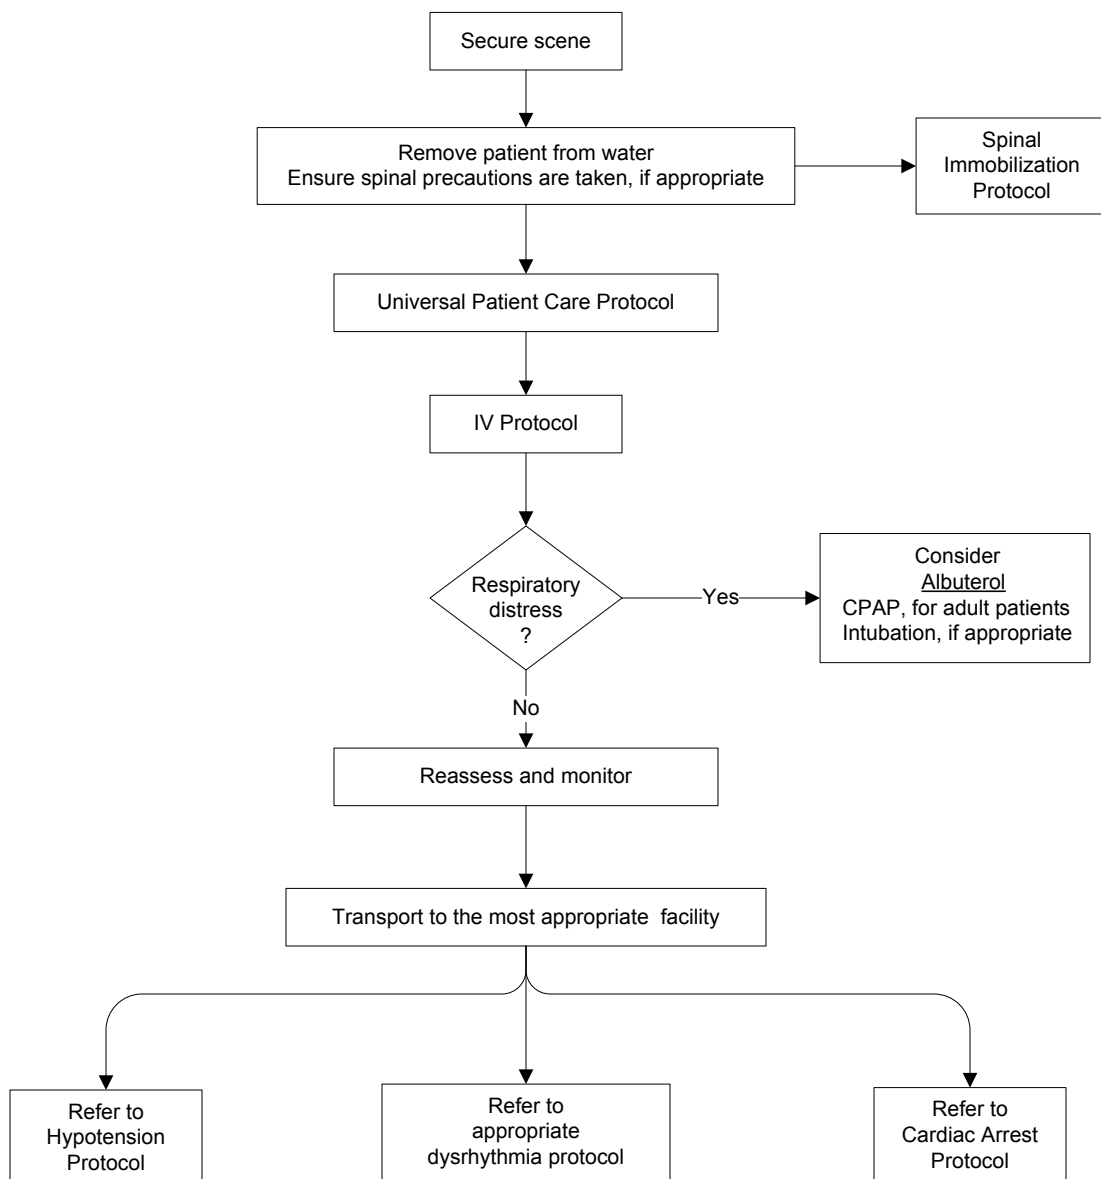 Secure scene
Remove patient from water
Ensure spinal precautions are taken, if appropriate
Spinal
Immobilization
Protocol
Universal Patient Care Protocol
IV Protocol
Respiratory
distress
?
Yes
Consider
Albuterol
CPAP, for adult patients
Intubation, if appropriate
No
Reassess and monitor
Transport to the most appropriate  facility
Refer to
Hypotension
Protocol
Refer to
appropriate
dysrhythmia protocol
Refer to
Cardiac Arrest
Protocol